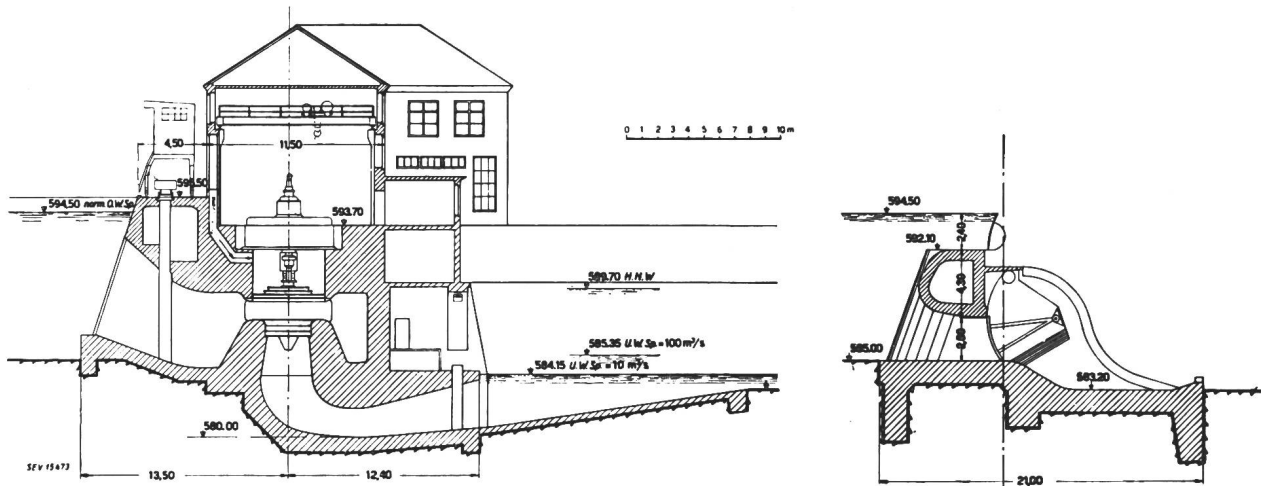 0 1 2 3 4 5 6 7 8 9 10 m
4,50
11,50
595.50
594,50 norm. O.W. Sp.
593.70
589.70 H.H.W
585.35 U.W. Sp. = 100 m³/s
584.15 U.W. Sp. = 10 m³/s
580.00
SEV 15473
13,50
12,40
594.50
592.10
2,40
4,30
2,80
585.00
583.20
21,00